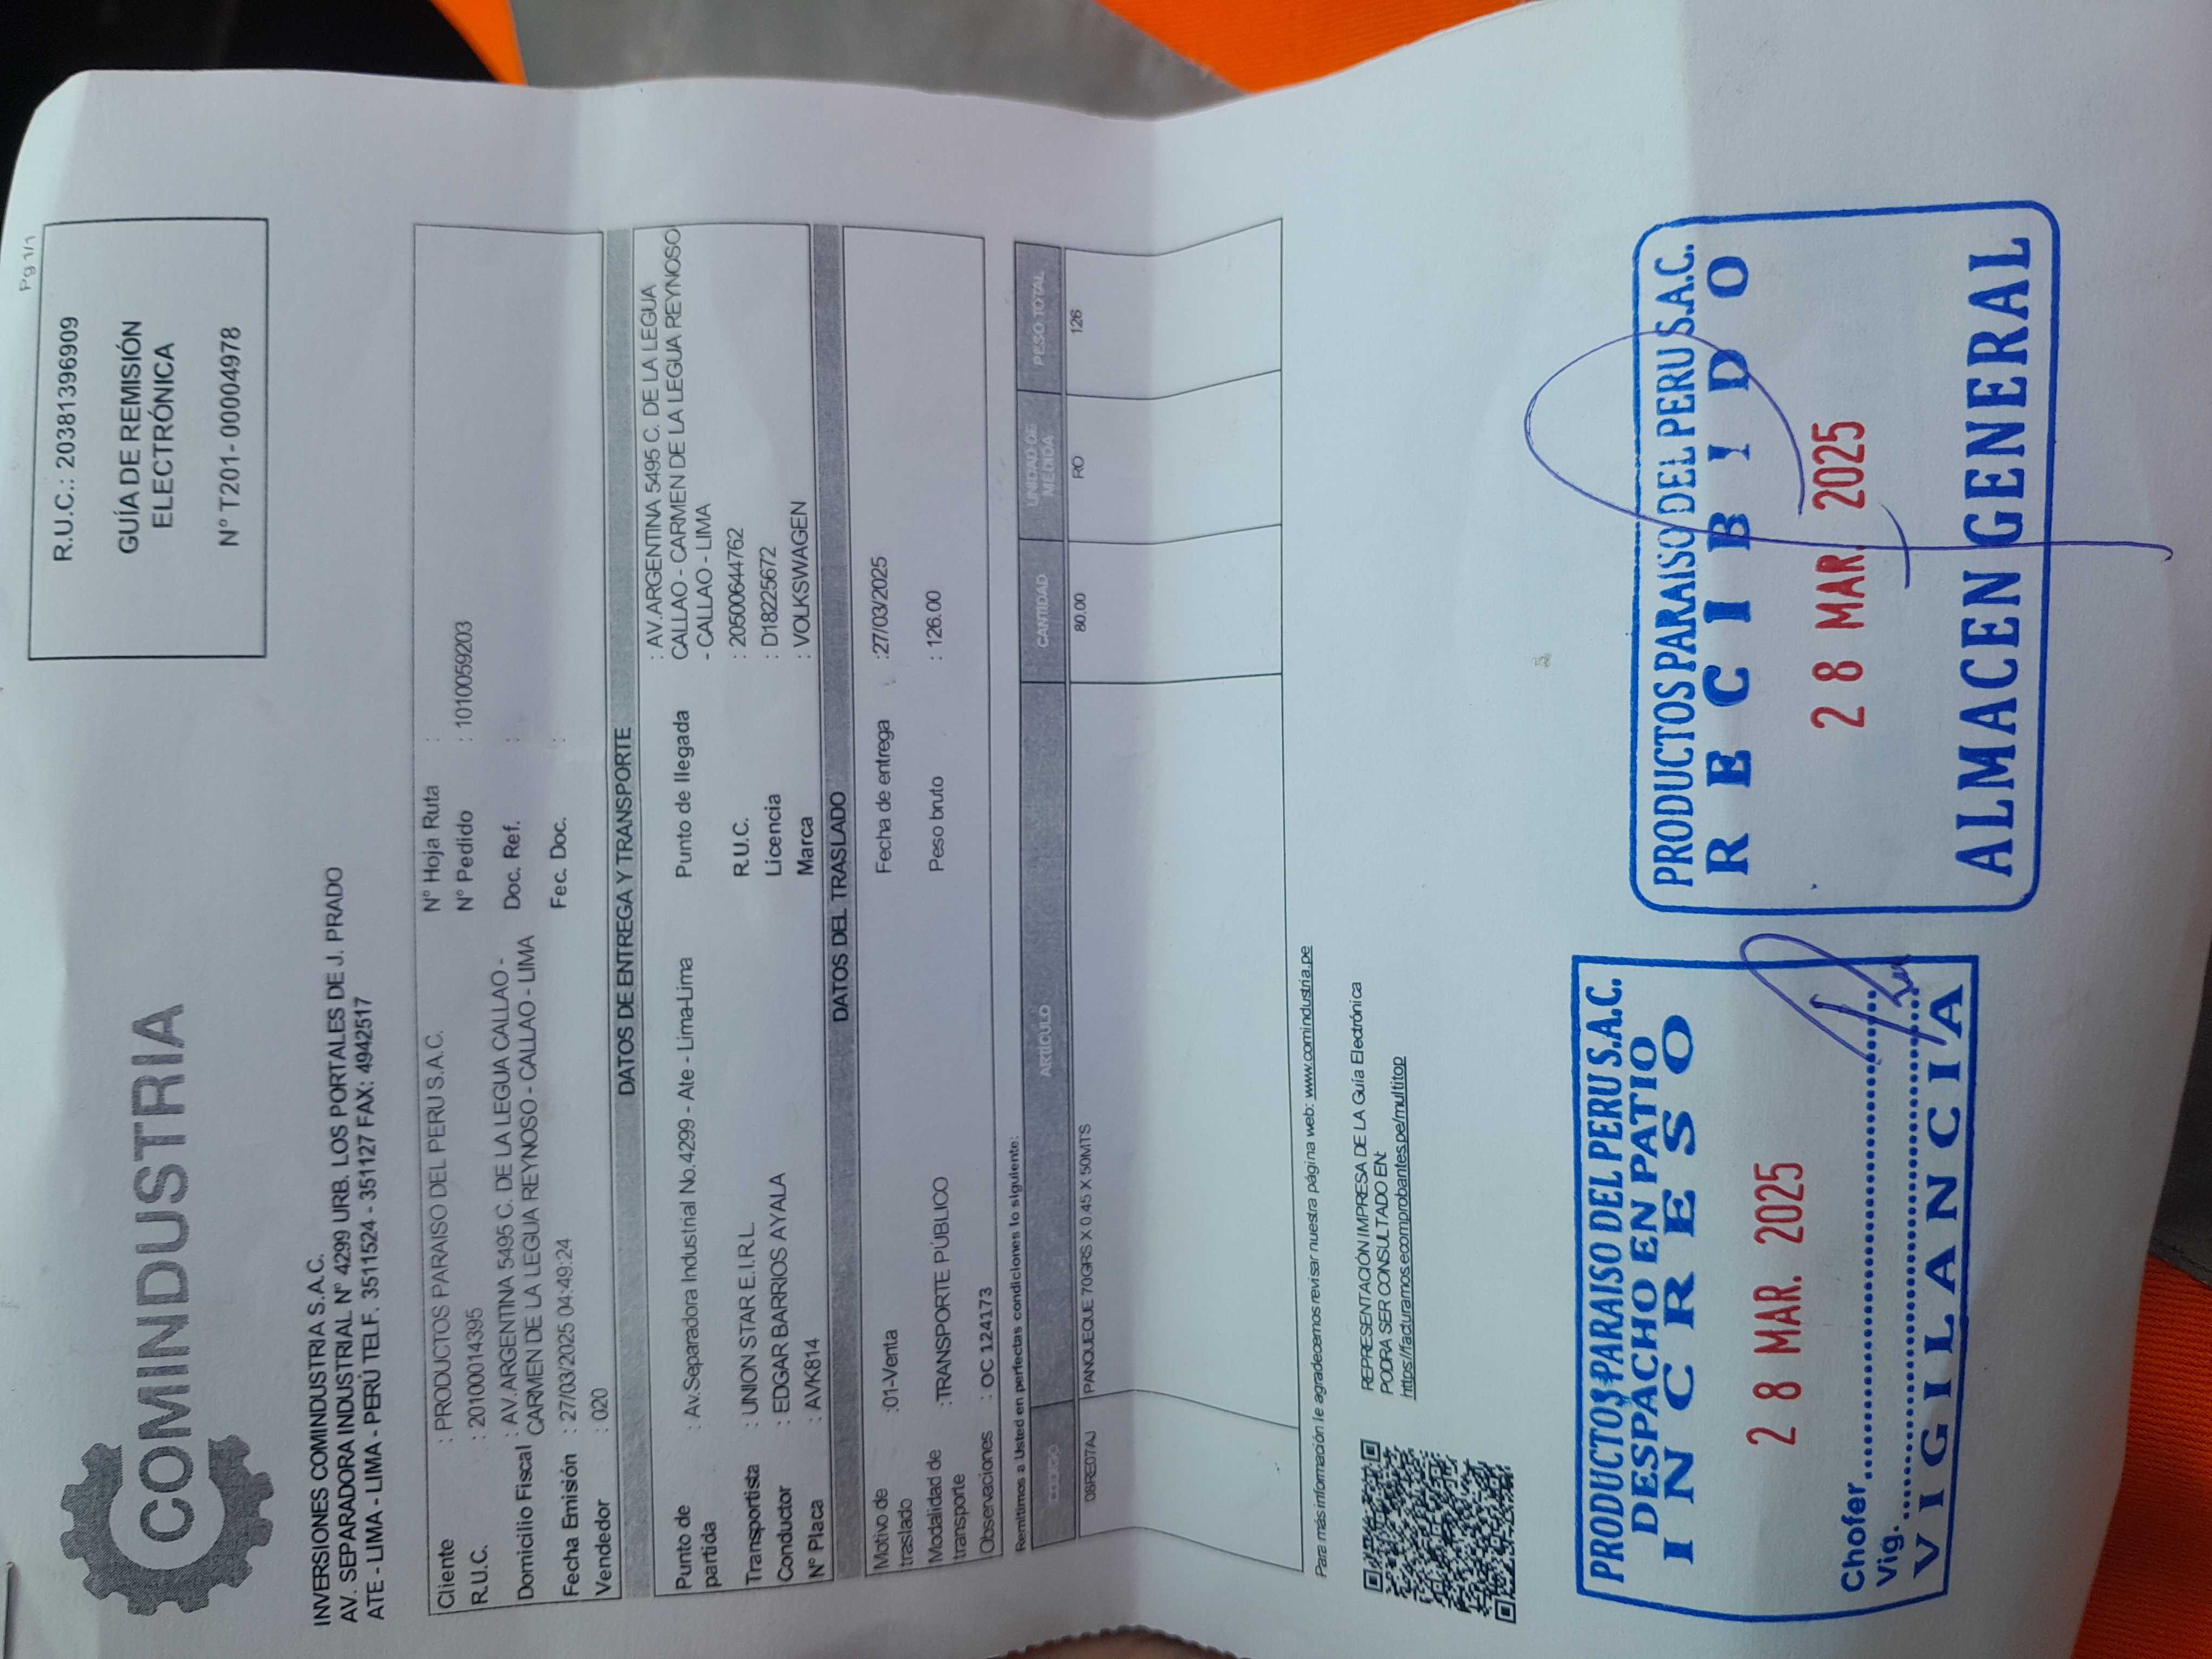 Pg 1/1
COMINDUSTRIA
R.U.C.: 20381396909
GUÍA DE REMISIÓN
ELECTRÓNICA
N° T201- 00004978
INVERSIONES COMINDUSTRIA S.A.C.
AV. SEPARADORA INDUSTRIAL N° 4299 URB. LOS PORTALES DE J. PRADO
ATE - LIMA - LIMA - PERÚ TELF. 3511524 - 351127 FAX: 4942517
Cliente : PRODUCTOS PARAISO DEL PERU S.A.C. N° Hoja Ruta :
R.U.C. : 20100014395 N° Pedido : 1010059203
Domicilio Fiscal : AV. ARGENTINA 5495 C. DE LA LEGUA CALLAO - Doc. Ref. :
CARMEN DE LA LEGUA REYNOSO - CALLAO - LIMA
Fecha Emisión : 27/03/2025 04:49:24 Fec. Doc. :
Vendedor : 020
DATOS DE ENTREGA Y TRANSPORTE
Punto de partida : Av.Separadora Industrial No.4299 - Ate - Lima-Lima Punto de llegada : AV.ARGENTINA 5495 C. DE LA LEGUA
CALLAO - CARMEN DE LA LEGUA REYNOSO
- CALLAO - LIMA
Transportista : UNION STAR E.I.R.L R.U.C. : 20500644762
Conductor : EDGAR BARRIOS AYALA Licencia : D18225672
N° Placa : AVK814 Marca : VOLKSWAGEN
DATOS DEL TRASLADO
Motivo de traslado :01-Venta Fecha de entrega :27/03/2025
Modalidad de transporte :TRANSPORTE PÚBLICO Peso bruto : 126.00
Observaciones : OC 124173
Remitimos a Usted en perfectas condiciones lo siguiente:
CODIGO ARTICULO CANTIDAD UNIDAD DE MEDIDA PESO TOTAL
08RE07AJ PANQUEQUE 70GRS X 0.45 X 50MTS 80.00 RO 126
Para más información le agradecemos revisar nuestra página web: www.comindustria.pe
REPRESENTACIÓN IMPRESA DE LA Guía Electrónica
PODRA SER CONSULTADO EN:
https://facturamos.ecomprobantes.pe/multitop
PRODUCTOS PARAISO DEL PERU S.A.C.
DESPACHO EN PATIO
INGRESO
28 MAR. 2025
Chofer
Vig.
VIGILANCIA
PRODUCTOS PARAISO DEL PERU S.A.C.
RECIBIDO
28 MAR. 2025
ALMACEN GENERAL